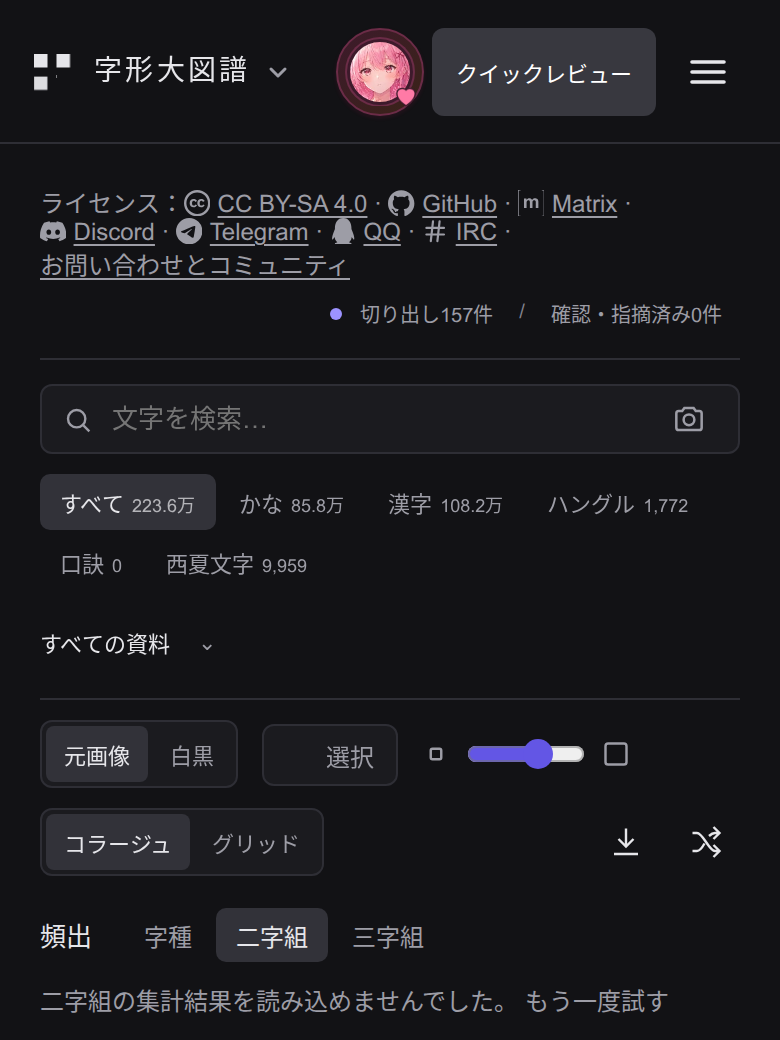 字形大図譜
クイックレビュー
ライセンス：CC BY-SA 4.0 · GitHub · [m] Matrix ·
Discord · Telegram · QQ · IRC ·
お問い合わせとコミュニティ
切り出し157件 / 確認・指摘済み0件
文字を検索…
すべて 223.6万 かな 85.8万 漢字 108.2万 ハングル 1,772
口訣 0 西夏文字 9,959
すべての資料
元画像 白黒 選択
コラージュ グリッド
頻出 字種 二字組 三字組
二字組の集計結果を読み込めませんでした。 もう一度試す